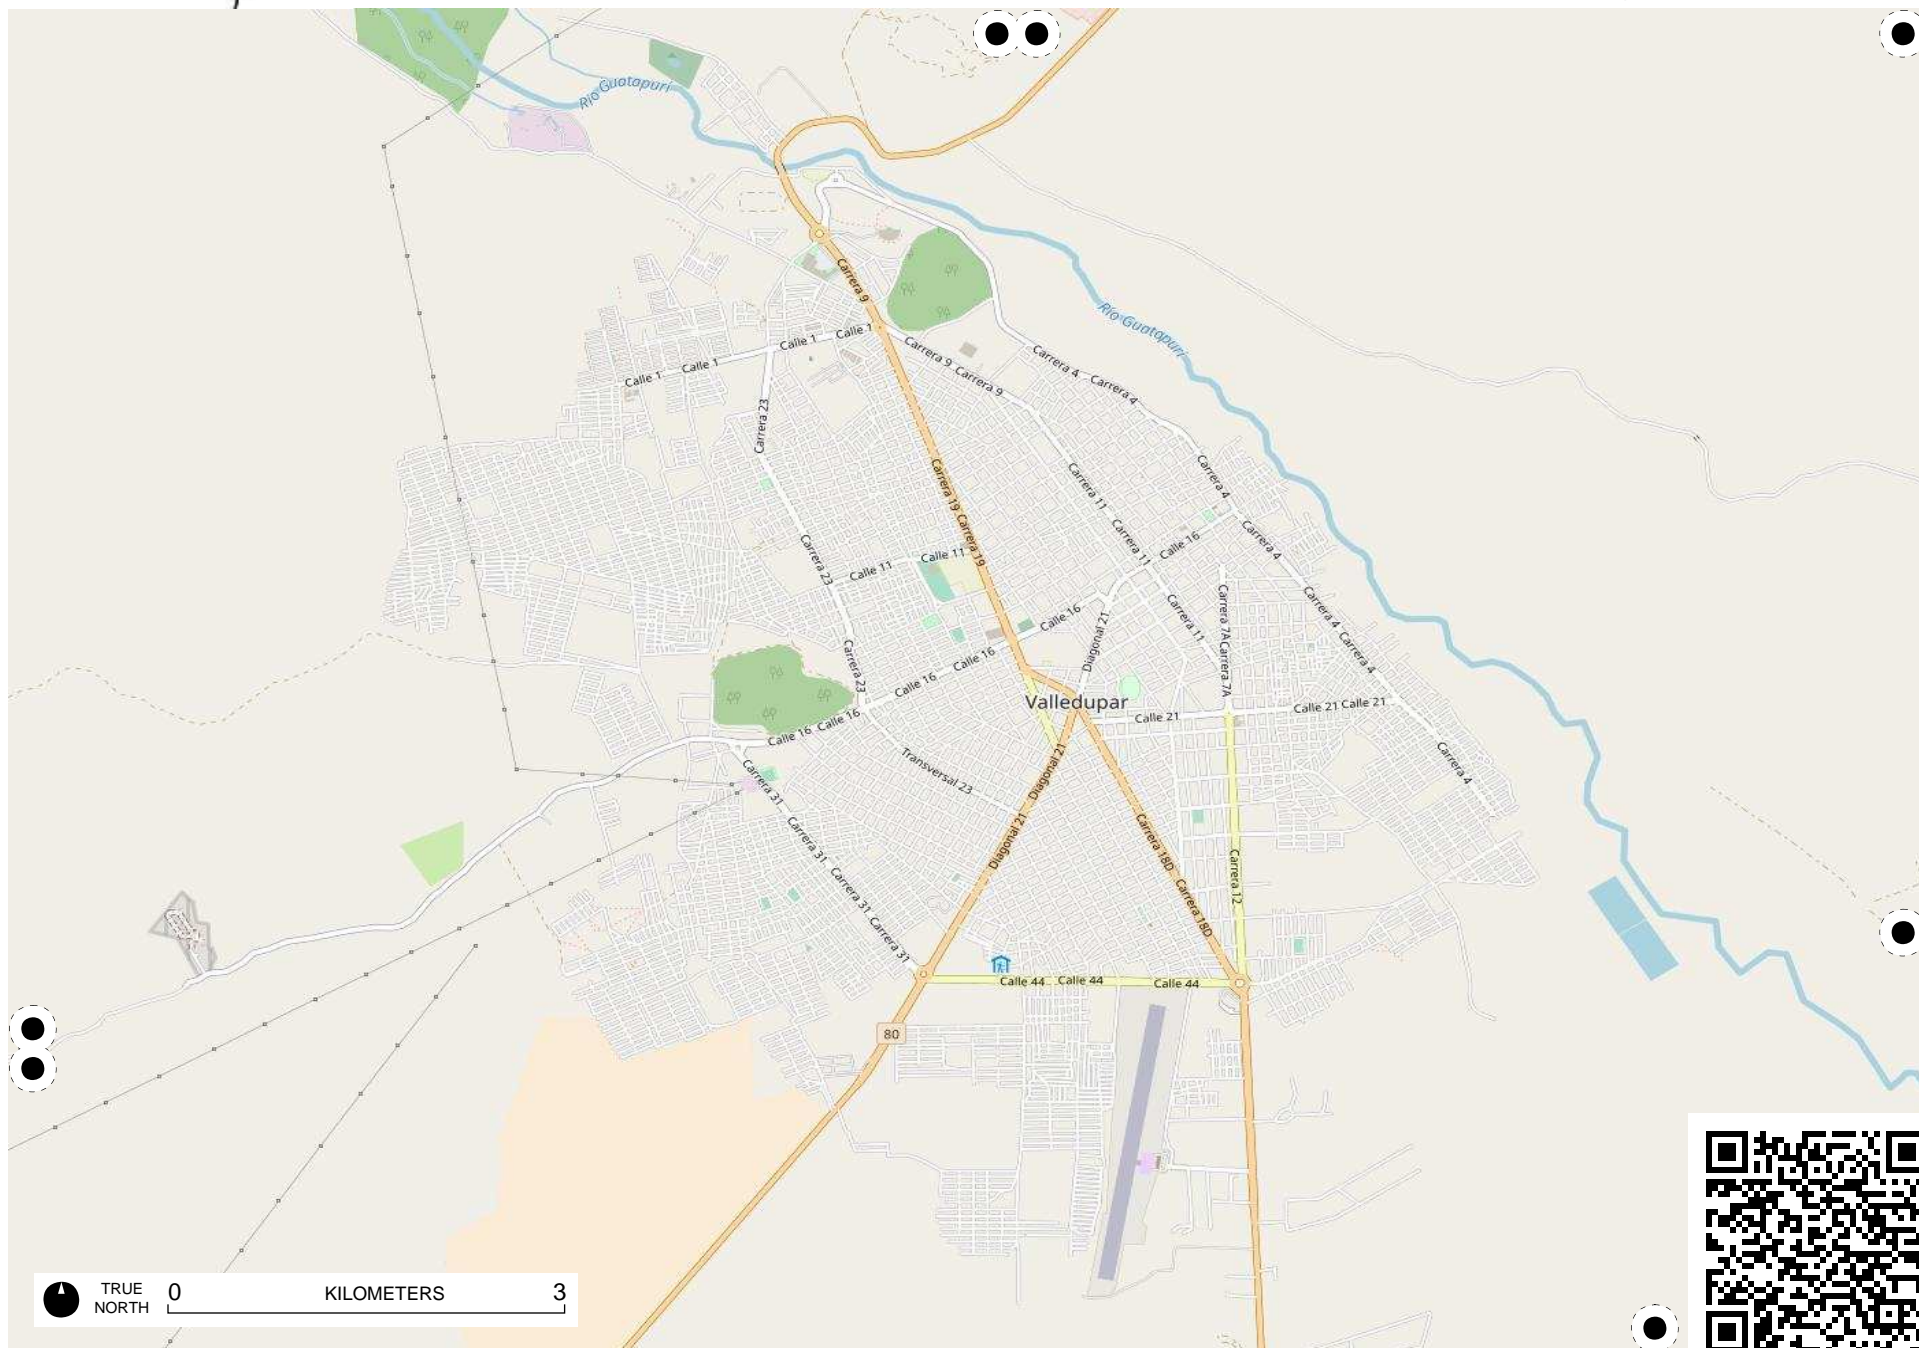 Río Guatapurí
Carrera 9
Río Guatapurí
Calle 1
Calle 1
Calle 1
Calle 1
Carrera 9
Carrera 9
Carrera 4
Carrera 4
Carrera 23
Carrera 19
Carrera 19
Carrera 11
Carrera 4
Carrera 11
Calle 16
Carrera 4
Carrera 23
Calle 11
Calle 11
Carrera 7A
Carrera 7A
Carrera 11
Carrera 4
Carrera 4
Calle 16
Diagonal 21
Carrera 23
Calle 16
Calle 16
Valledupar
Calle 21
Calle 21
Calle 21
Calle 16
Calle 16
Transversal 23
Diagonal 21
Carrera 4
Carrera 31
Carrera 31
Diagonal 21
Carrera 18D
Carrera 12
Carrera 31
Carrera 18D
Carrera 31
Calle 44
Calle 44
Calle 44
80
TRUE
NORTH
0
KILOMETERS
3